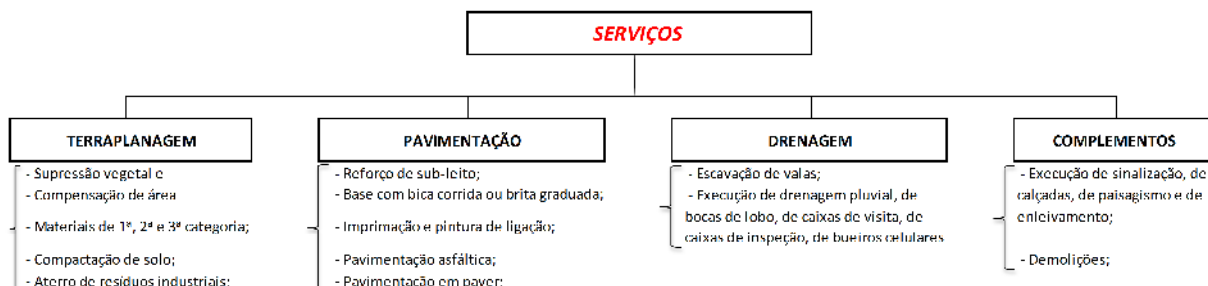 SERVIÇOS
TERRAPLANAGEM
- Supressão vegetal e
- Compensação de área
- Materiais de 1ª, 2ª e 3ª categoria;
- Compactação de solo;
- Aterro de resíduos industriais;
PAVIMENTAÇÃO
- Reforço de sub-leito;
- Base com bica corrida ou brita graduada;
- Imprimação e pintura de ligação;
- Pavimentação asfáltica;
- Pavimentação em paver;
DRENAGEM
- Escavação de valas;
- Execução de drenagem pluvial, de
bocas de lobo, de caixas de visita, de
caixas de inspeção, de bueiros celulares
COMPLEMENTOS
- Execução de sinalização, de
calçadas, de paisagismo e de
enleivamento;
- Demolições;